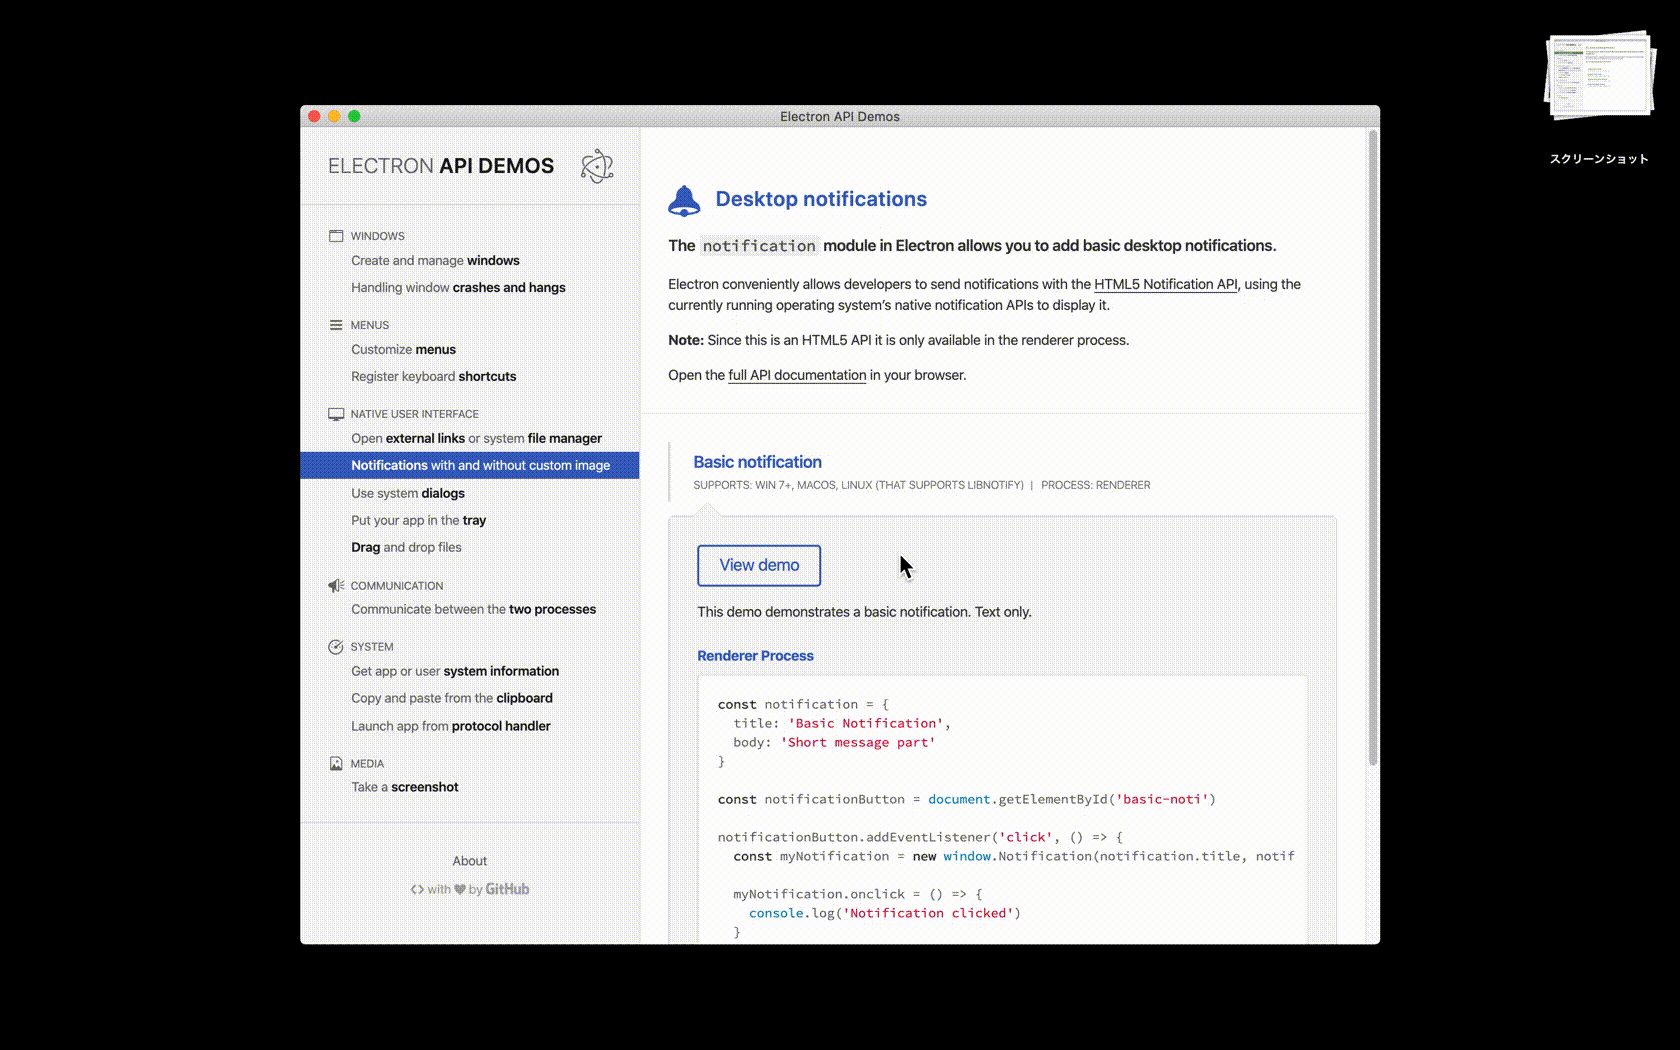 Electron API Demos
スクリーンショット
ELECTRON API DEMOS
WINDOWS
Create and manage windows
Handling window crashes and hangs
MENUS
Customize menus
Register keyboard shortcuts
NATIVE USER INTERFACE
Open external links or system file manager
Notifications with and without custom image
Use system dialogs
Put your app in the tray
Drag and drop files
COMMUNICATION
Communicate between the two processes
SYSTEM
Get app or user system information
Copy and paste from the clipboard
Launch app from protocol handler
MEDIA
Take a screenshot
About
<> with ♥ by GitHub
Desktop notifications
The notification module in Electron allows you to add basic desktop notifications.
Electron conveniently allows developers to send notifications with the HTML5 Notification API, using the
currently running operating system’s native notification APIs to display it.
Note: Since this is an HTML5 API it is only available in the renderer process.
Open the full API documentation in your browser.
Basic notification
SUPPORTS: WIN 7+, MACOS, LINUX (THAT SUPPORTS LIBNOTIFY) | PROCESS: RENDERER
View demo
This demo demonstrates a basic notification. Text only.
Renderer Process
const notification = {
  title: 'Basic Notification',
  body: 'Short message part'
}
const notificationButton = document.getElementById('basic-noti')
notificationButton.addEventListener('click', () => {
  const myNotification = new window.Notification(notification.title, notif
  myNotification.onclick = () => {
    console.log('Notification clicked')
  }